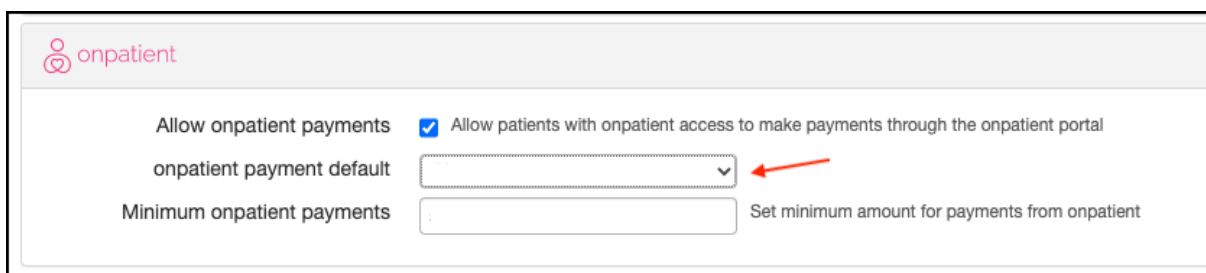 onpatient
Allow onpatient payments Allow patients with onpatient access to make payments through the onpatient portal
onpatient payment default
Minimum onpatient payments Set minimum amount for payments from onpatient